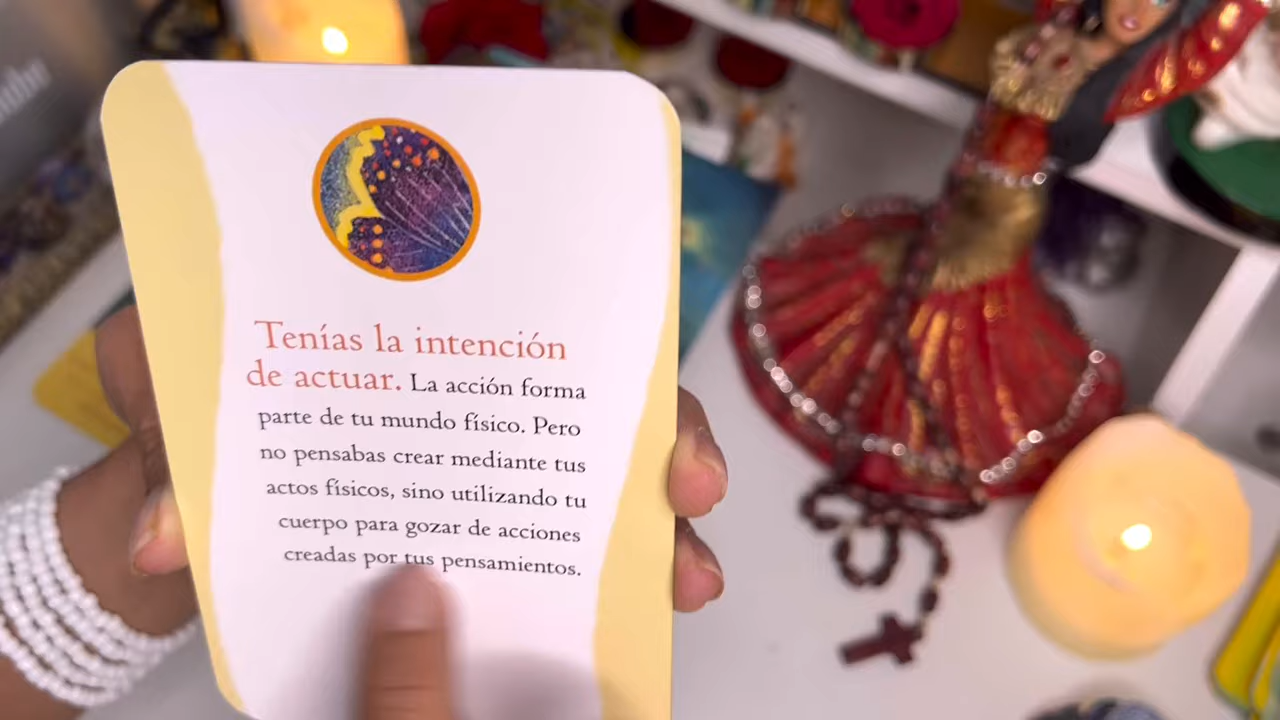 Tenías la intención
de actuar. La acción forma
parte de tu mundo físico. Pero
no pensabas crear mediante tus
actos físicos, sino utilizando tu
cuerpo para gozar de acciones
creadas por tus pensamientos.